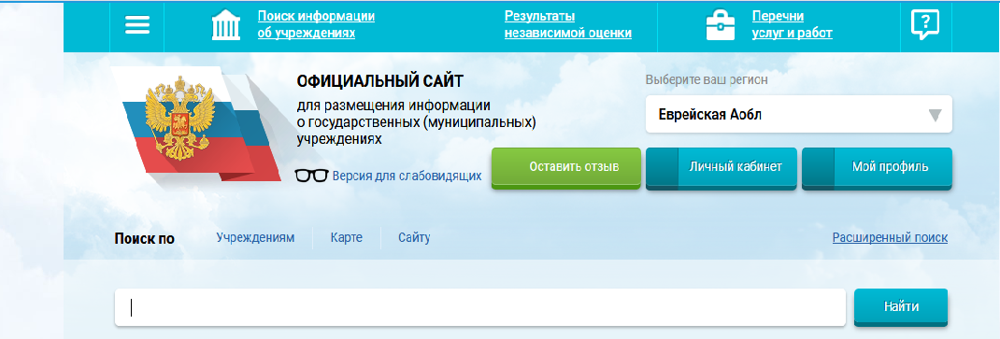 Поиск информации
об учреждениях
Результаты
независимой оценки
Перечни
услуг и работ
?
ОФИЦИАЛЬНЫЙ САЙТ
для размещения информации
о государственных (муниципальных)
учреждениях
Версия для слабовидящих
Выберите ваш регион
Еврейская Аобл
Оставить отзыв
Личный кабинет
Мой профиль
Поиск по
Учреждениям
Карте
Сайту
Расширенный поиск
Найти